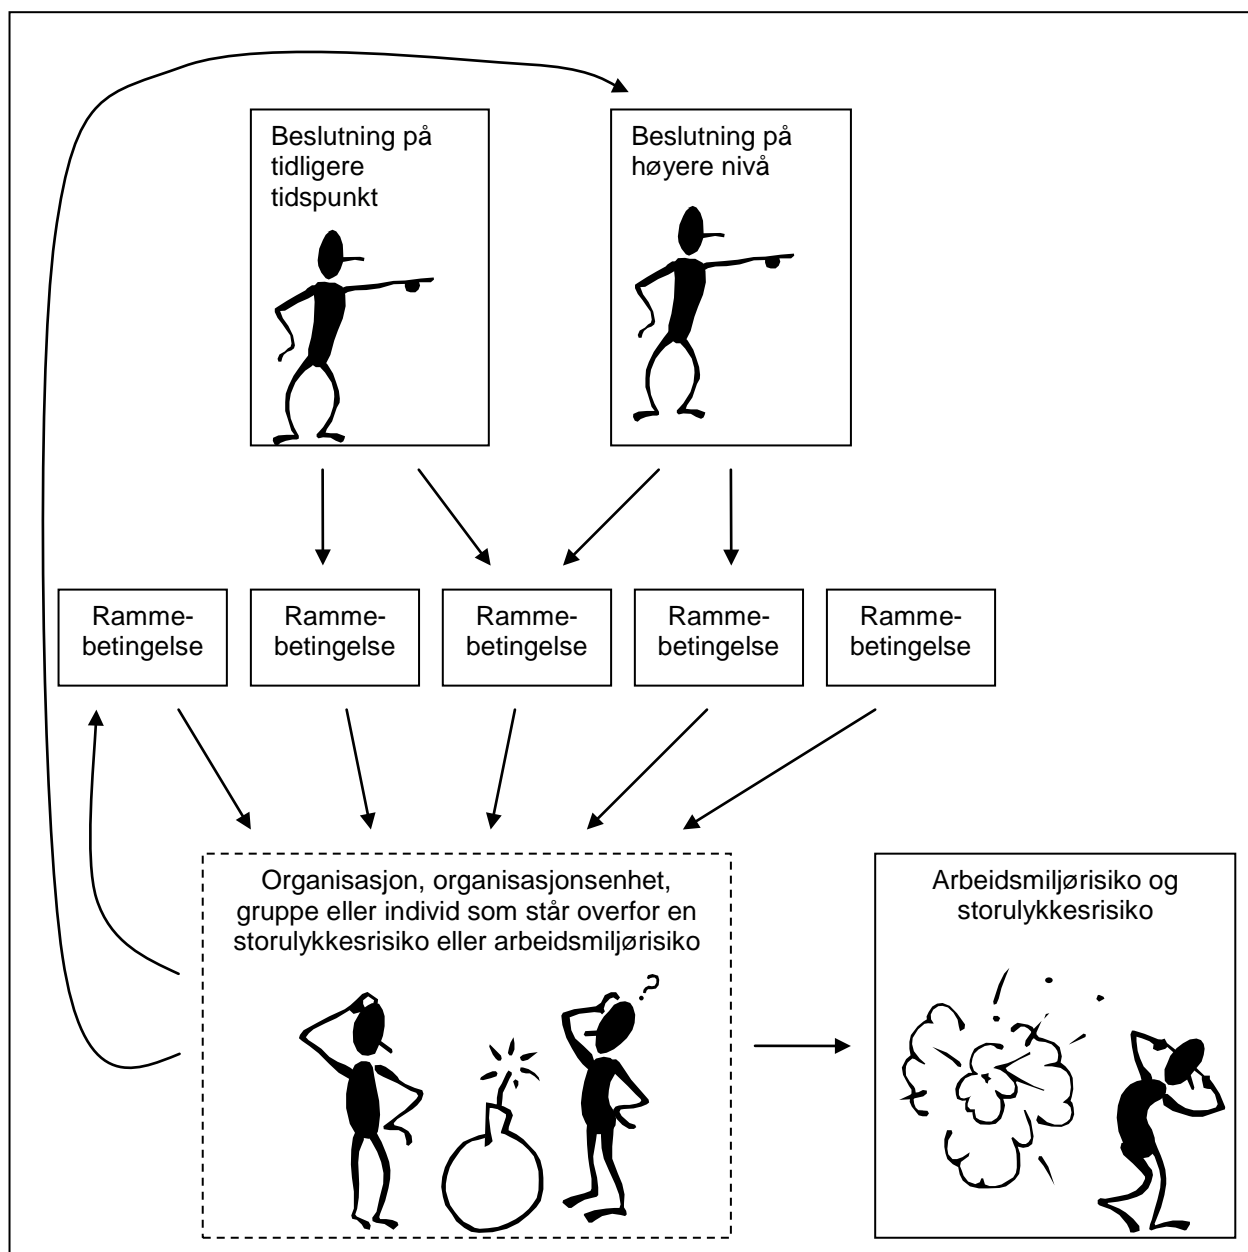 Beslutning på
tidligere
tidspunkt
Beslutning på
høyere nivå
Ramme-
betingelse
Ramme-
betingelse
Ramme-
betingelse
Ramme-
betingelse
Ramme-
betingelse
Organisasjon, organisasjonsenhet,
gruppe eller individ som står overfor en
storulykkesrisiko eller arbeidsmiljørisiko
?
Arbeidsmiljørisiko og
storulykkesrisiko